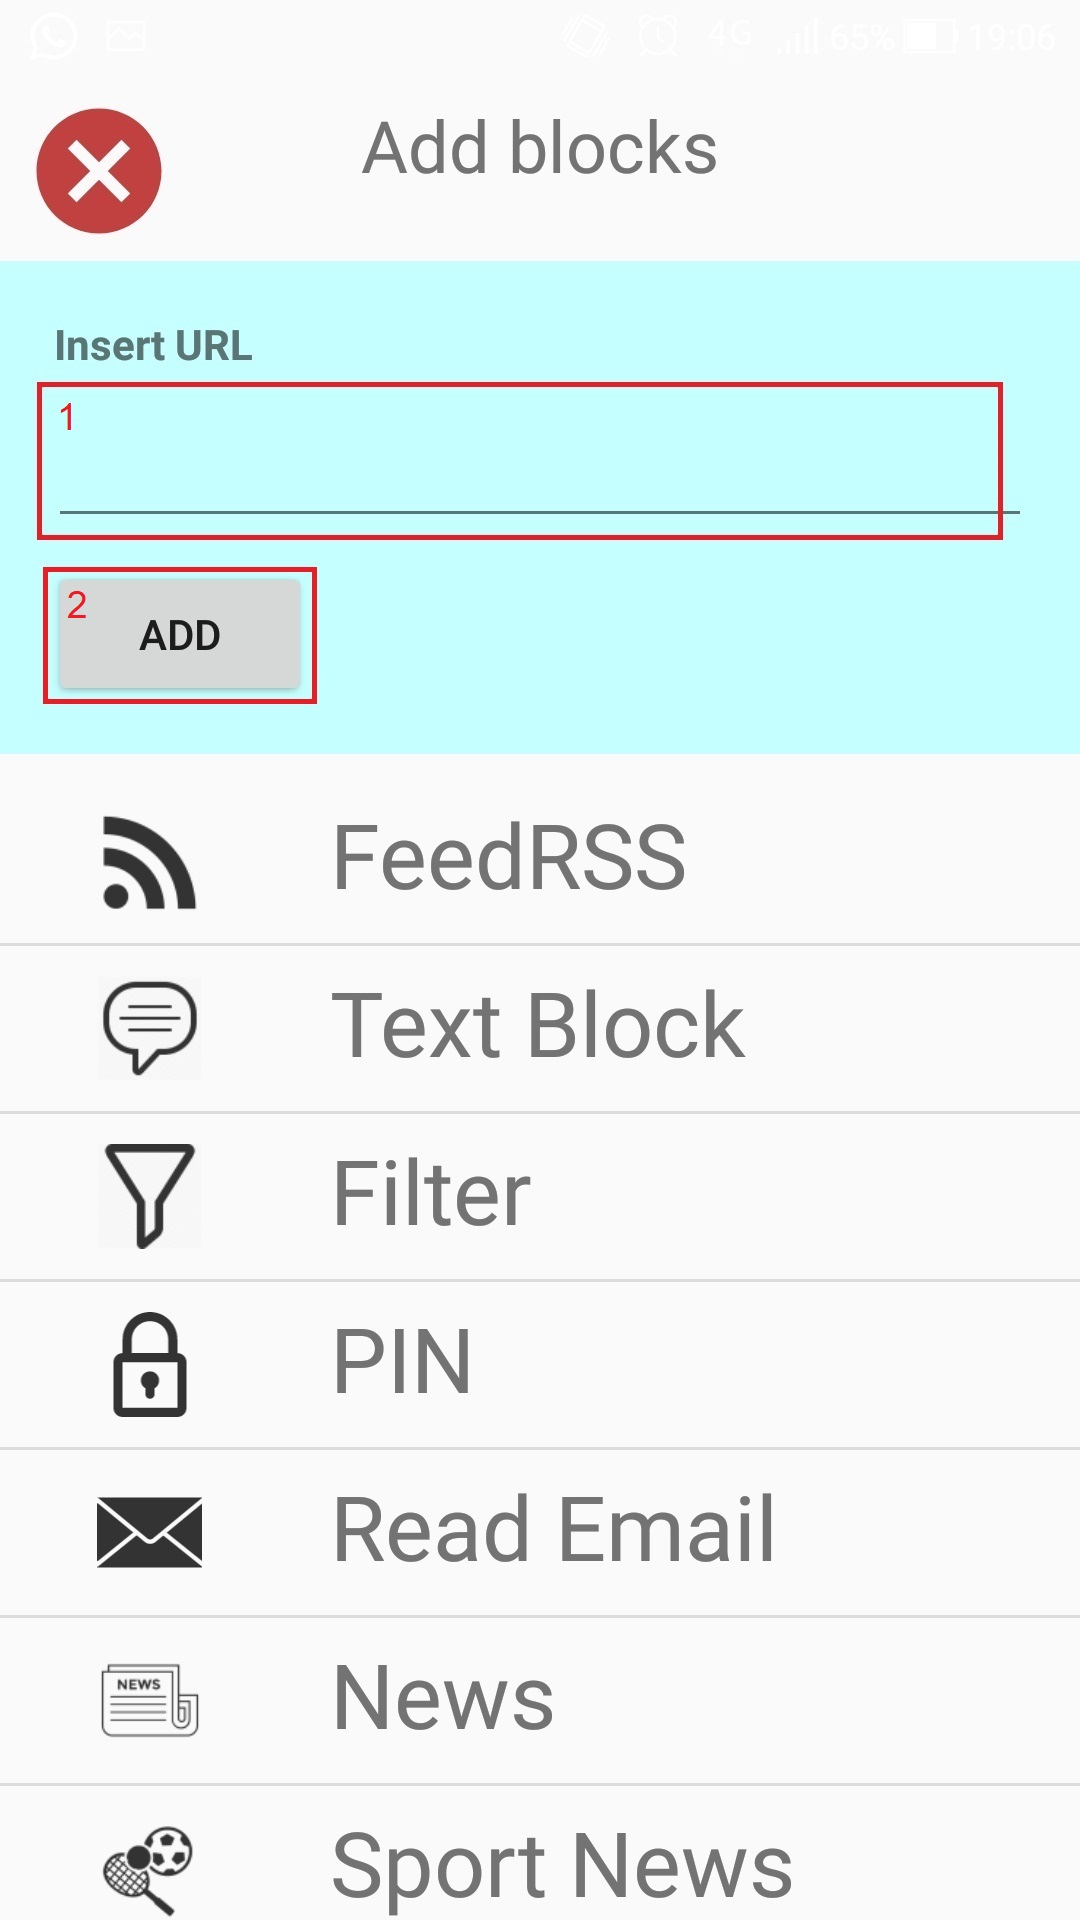 4G 65% 19:06
Add blocks
Insert URL
1
2
ADD
FeedRSS
Text Block
Filter
PIN
Read Email
NEWS
News
Sport News